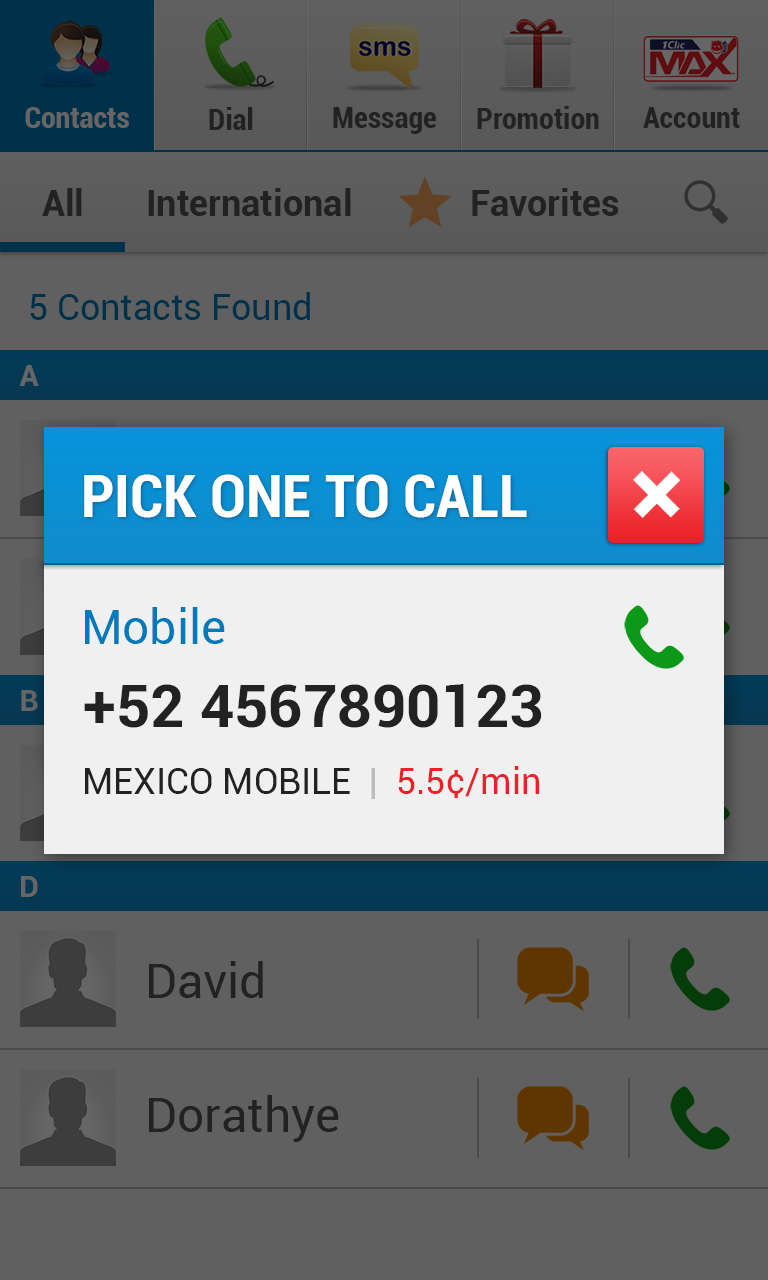 sms
1Clic
MAX
Contacts
Dial
Message
Promotion
Account
All
International
Favorites
5 Contacts Found
A
PICK ONE TO CALL
Mobile
+52 4567890123
MEXICO MOBILE | 5.5¢/min
B
D
David
Dorathye